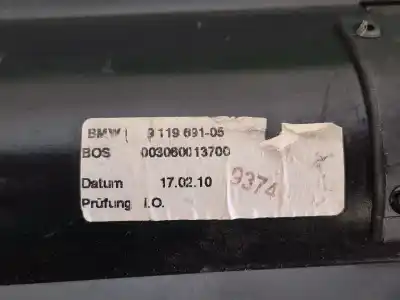 BMW ( 9 119 691-05
BOS 003060013700
9374
Datum 17.02.10
Prüfung I.O.